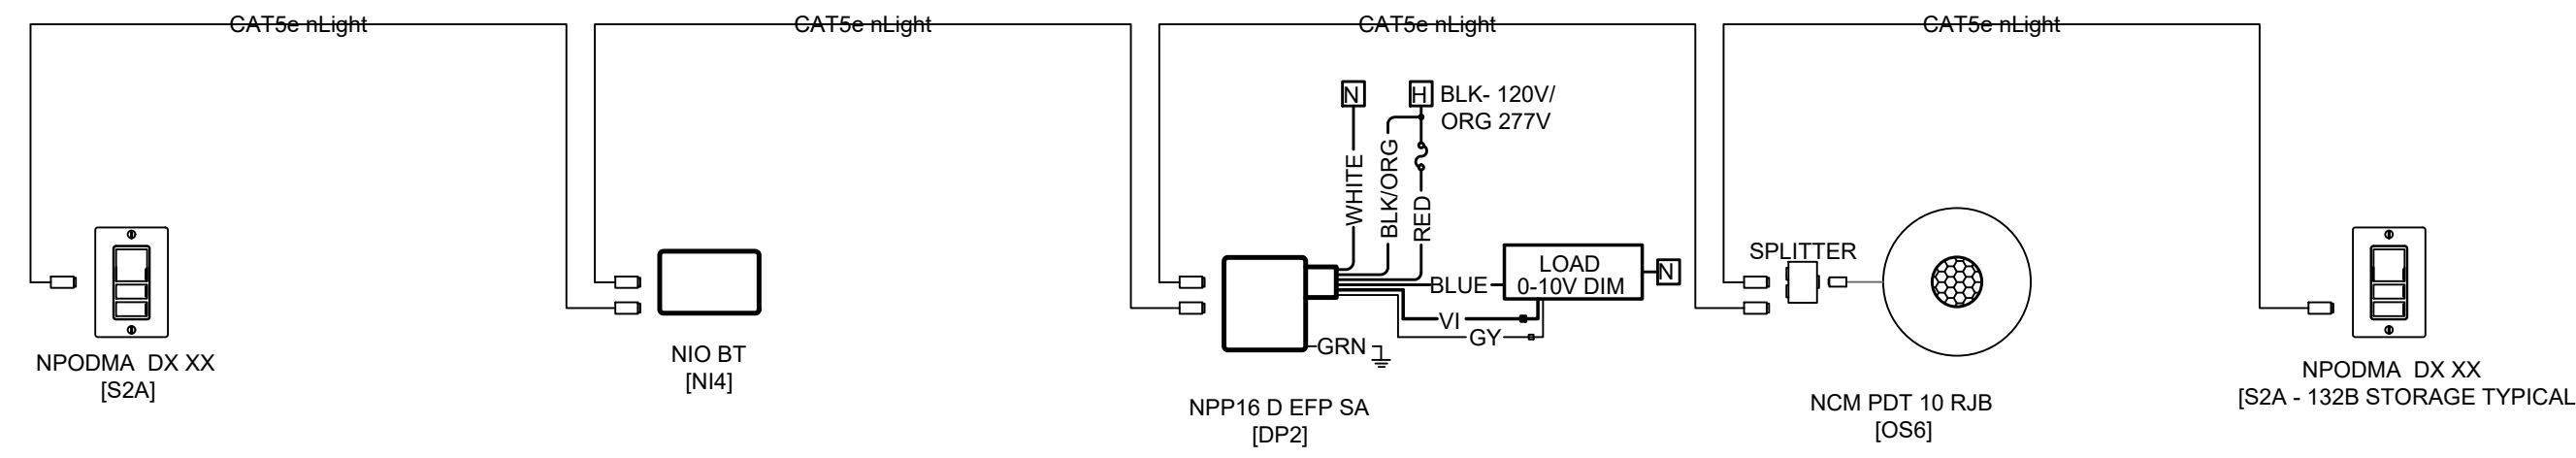 CAT5e nLight
CAT5e nLight
CAT5e nLight
CAT5e nLight
N
H
BLK- 120V/
ORG 277V
WHITE
BLK/ORG
RED
SPLITTER
LOAD
0-10V DIM
N
BLUE
VI
GY
GRN
NPODMA DX XX
[S2A]
NIO BT
[NI4]
NPP16 D EFP SA
[DP2]
NCM PDT 10 RJB
[OS6]
NPODMA DX XX
[S2A - 132B STORAGE TYPICAL